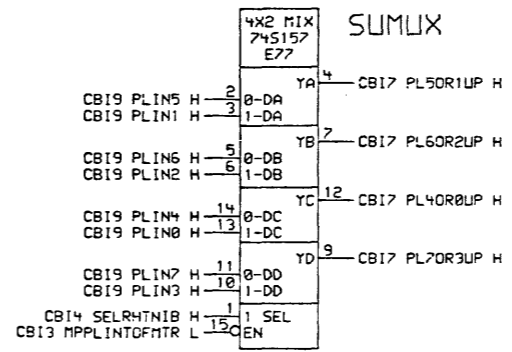 4X2 MIX
74S157
E77
SUMUX
YA 4 CBI7 PL5OR1UP H
CBI9 PLIN5 H 2 0-DA
CBI9 PLIN1 H 3 1-DA
YB 7 CBI7 PL6OR2UP H
CBI9 PLIN6 H 5 0-DB
CBI9 PLIN2 H 6 1-DB
YC 12 CBI7 PL4OR0UP H
CBI9 PLIN4 H 14 0-DC
CBI9 PLIN0 H 13 1-DC
YD 9 CBI7 PL7OR3UP H
CBI9 PLIN7 H 11 0-DD
CBI9 PLIN3 H 10 1-DD
CBI4 SELR4TNIB H 1 1 SEL
CBI3 MPPLINTOFMTR L 15 EN